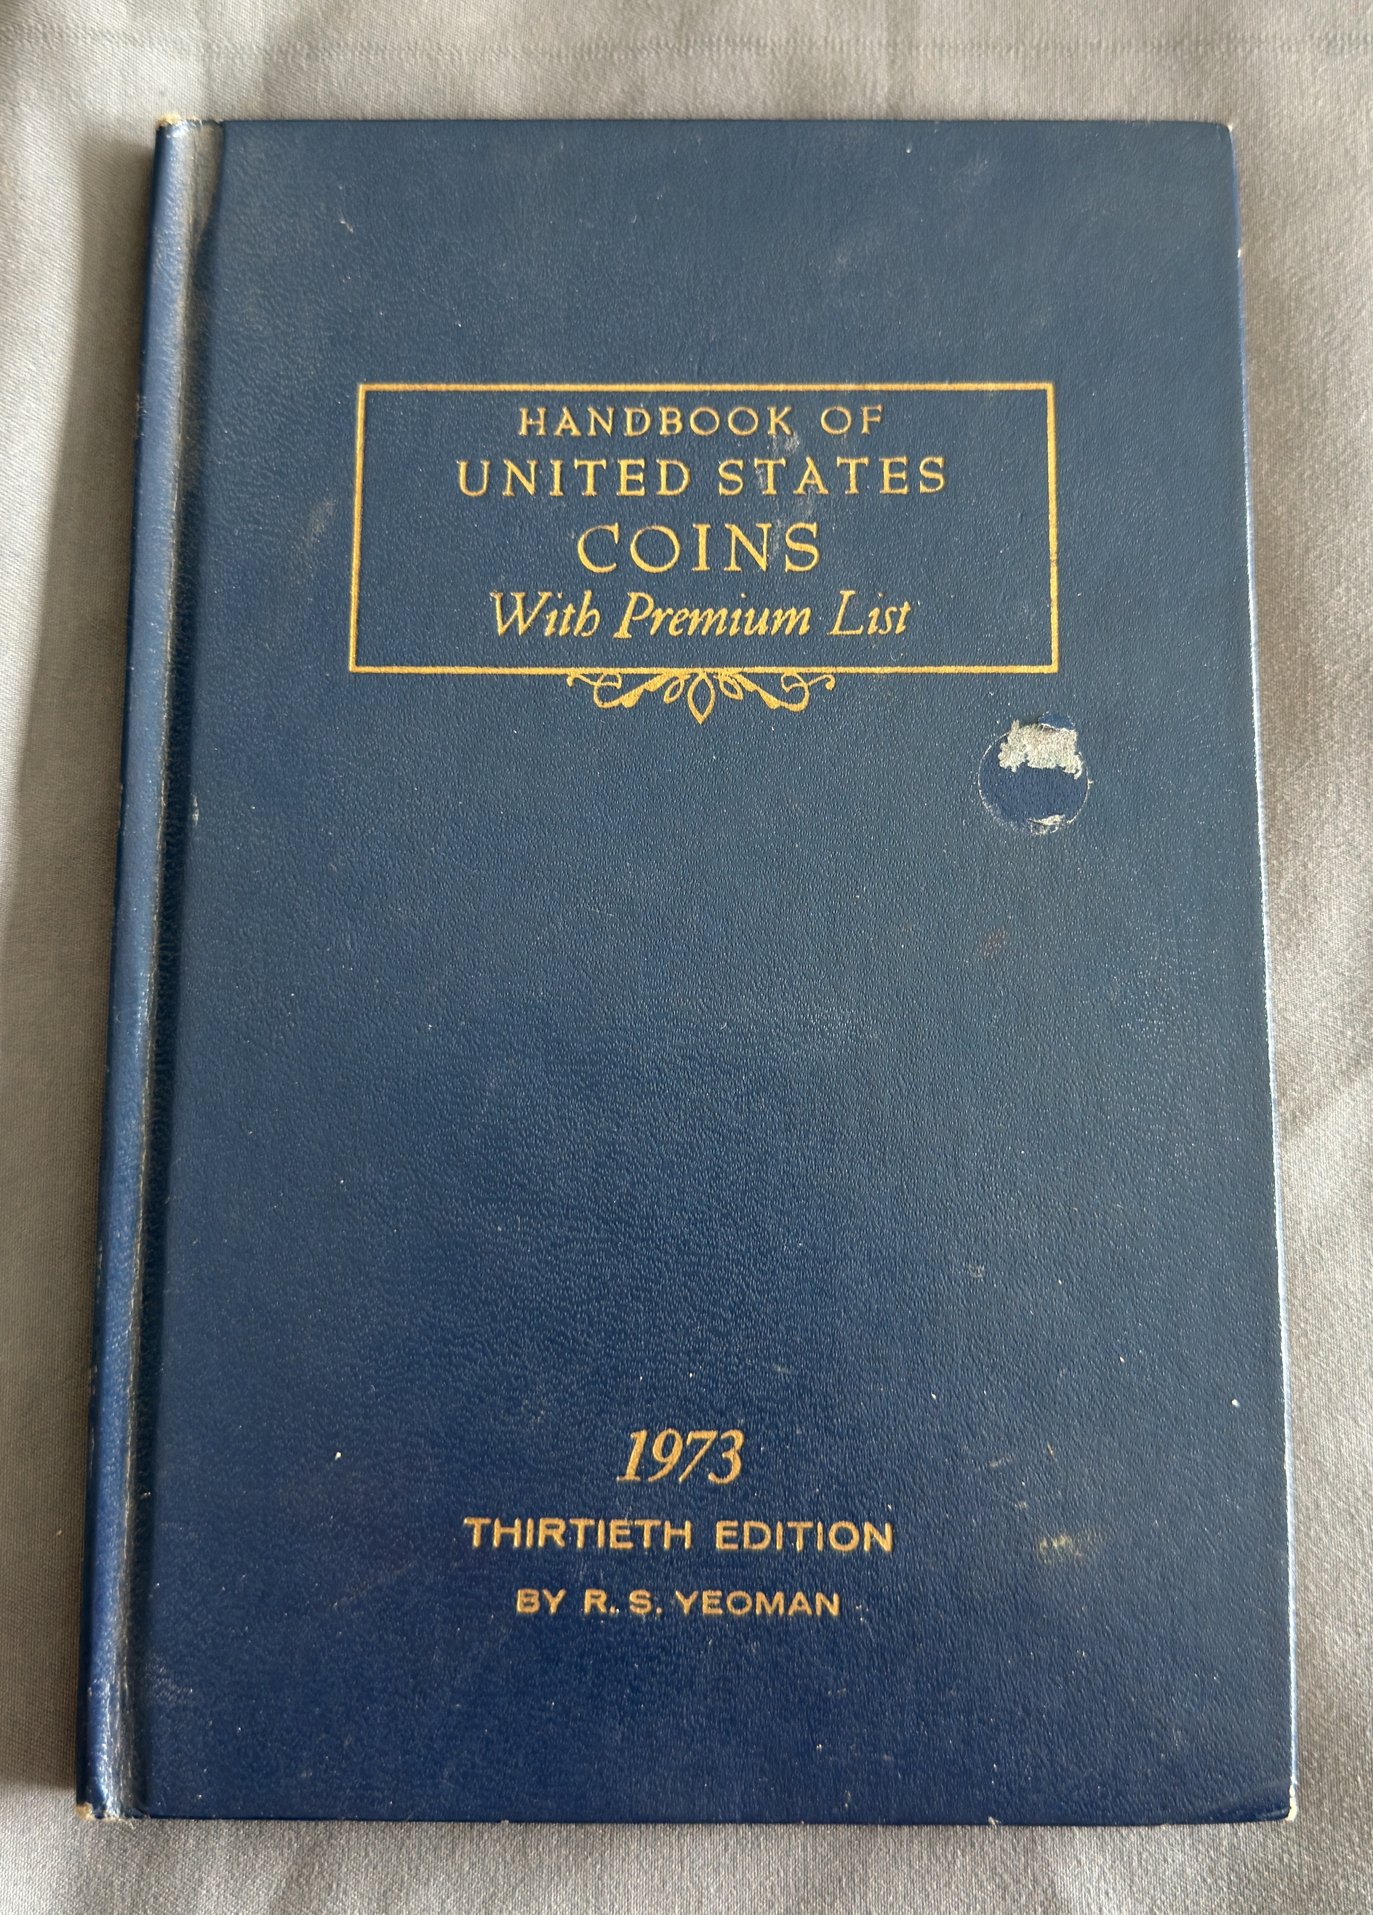 HANDBOOK OF
UNITED STATES
COINS
With Premium List
1973
THIRTIETH EDITION
BY R. S. YEOMAN